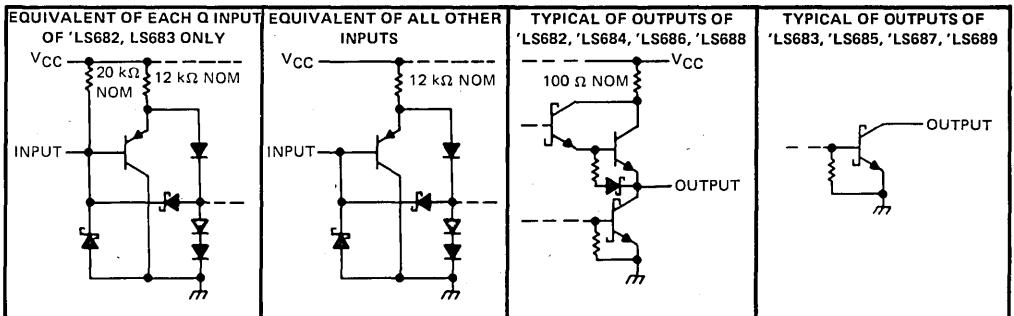 EQUIVALENT OF EACH Q INPUT
OF 'LS682, LS683 ONLY
VCC
20 kΩ
NOM
12 kΩ NOM
INPUT
EQUIVALENT OF ALL OTHER
INPUTS
VCC
12 kΩ NOM
INPUT
TYPICAL OF OUTPUTS OF
'LS682, 'LS684, 'LS686, 'LS688
VCC
100 Ω NOM
OUTPUT
TYPICAL OF OUTPUTS OF
'LS683, 'LS685, 'LS687, 'LS689
OUTPUT